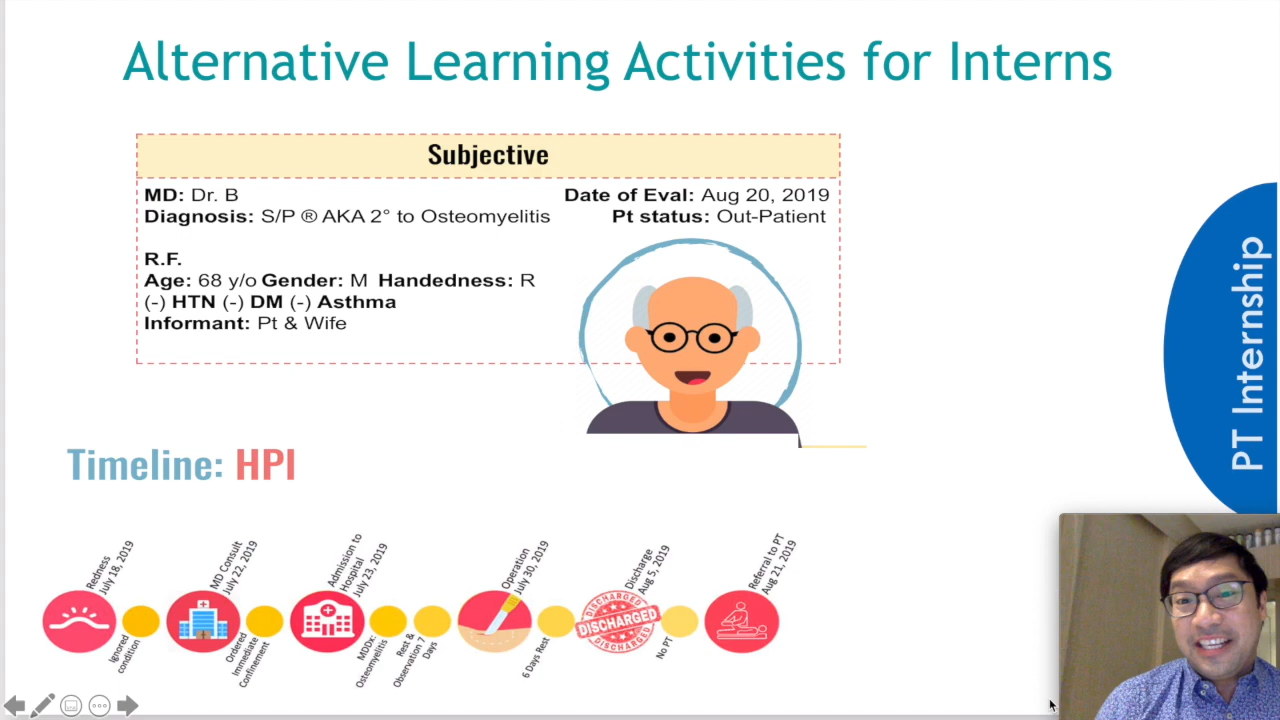 Alternative Learning Activities for Interns
Subjective
MD: Dr. B
Date of Eval: Aug 20, 2019
Diagnosis: S/P ® AKA 2° to Osteomyelitis
Pt status: Out-Patient
R.F.
Age: 68 y/o Gender: M Handedness: R
(-) HTN (-) DM (-) Asthma
Informant: Pt & Wife
PT Internship
Timeline: HPI
Redness
July 18, 2019
Ignored
condition
MD Consult
July 22, 2019
Ordered
Immediate
Confinement
Admission to
Hospital
July 23, 2019
MDDx:
Osteomyelitis
Rest &
Observation 7
Days
Operation
July 30, 2019
6 Days Rest
Discharge
Aug 5, 2019
DISCHARGED
DISCHARGED
DISCHARGED
No PT
Referral to PT
Aug 21, 2019